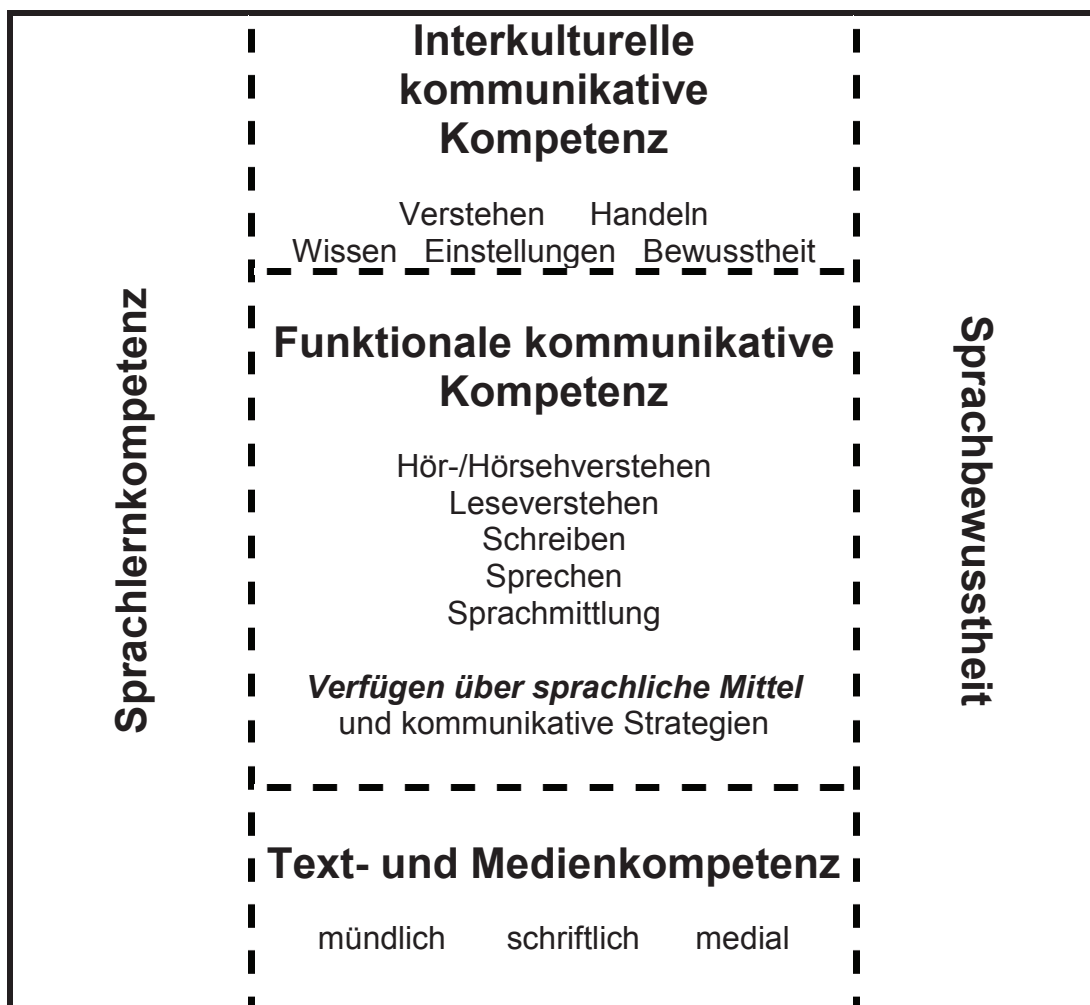 Interkulturelle
kommunikative
Kompetenz
Verstehen Handeln
Wissen Einstellungen Bewusstheit
Sprachlernkompetenz
Funktionale kommunikative
Kompetenz
Hör-/Hörsehverstehen
Leseverstehen
Schreiben
Sprechen
Sprachmittlung
Verfügen über sprachliche Mittel
und kommunikative Strategien
Sprachbewusstheit
Text- und Medienkompetenz
mündlich schriftlich medial